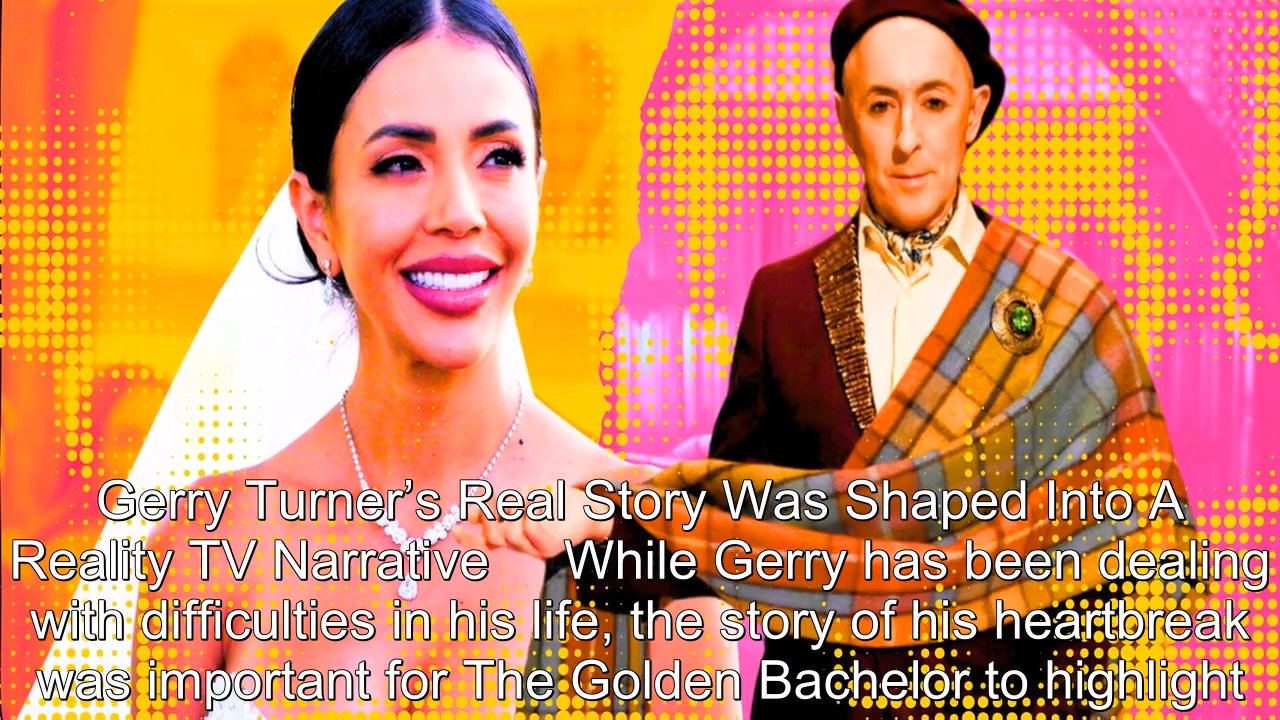 Gerry Turner’s Real Story Was Shaped Into A
Reality TV Narrative     While Gerry has been dealing
with difficulties in his life, the story of his heartbreak
was important for The Golden Bachelor to highlight